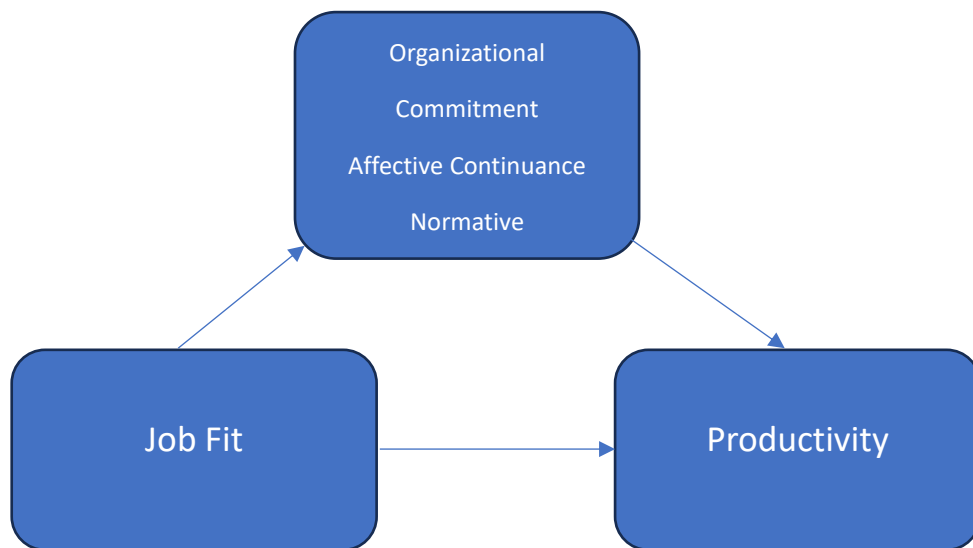 Organizational
Commitment
Affective Continuance
Normative
Job Fit
Productivity